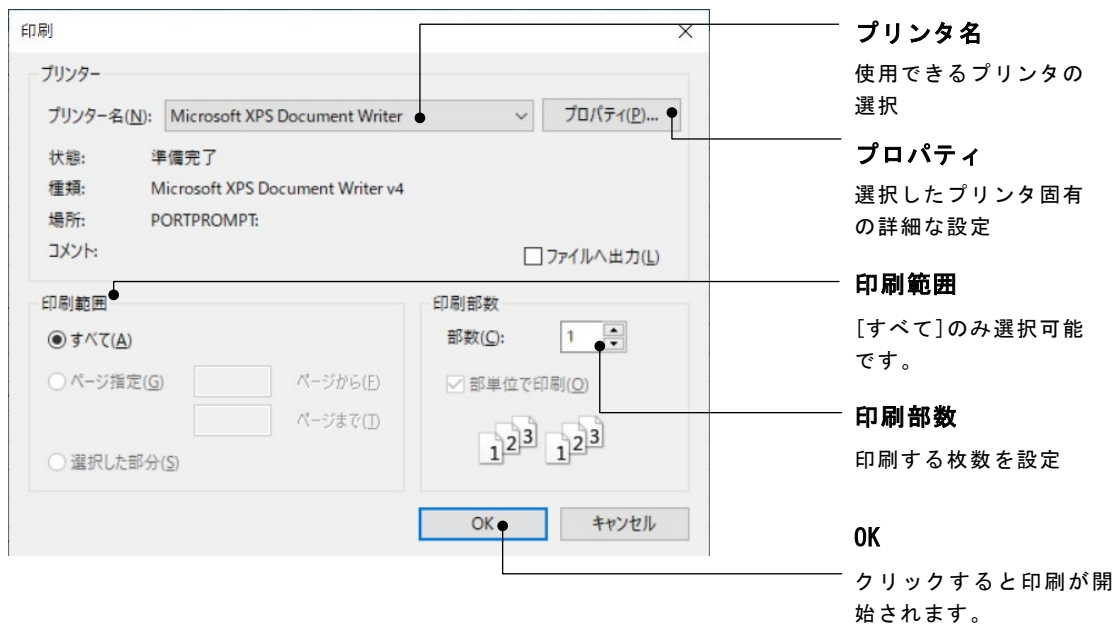 印刷
プリンター
プリンター名(N): Microsoft XPS Document Writer プロパティ(P)...
状態: 準備完了
種類: Microsoft XPS Document Writer v4
場所: PORTPROMPT:
コメント: ファイルへ出力(L)
印刷範囲
すべて(A)
ページ指定(G) ページから(F)
ページまで(T)
選択した部分(S)
印刷部数
部数(C): 1
部単位で印刷(O)
1 2 3 1 2 3
OK キャンセル
プリンタ名
使用できるプリンタの
選択
プロパティ
選択したプリンタ固有
の詳細な設定
印刷範囲
[すべて]のみ選択可能
です。
印刷部数
印刷する枚数を設定
OK
クリックすると印刷が開
始されます。